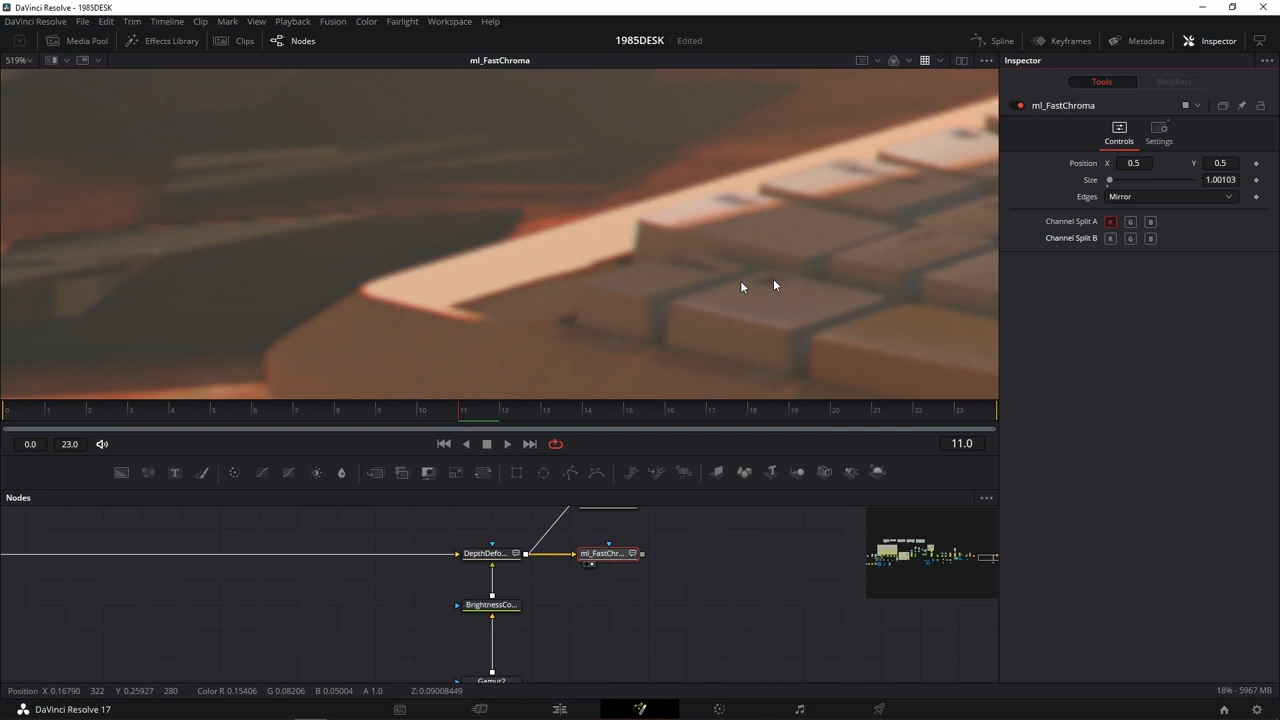 DaVinci Resolve - 1985DESK
DaVinci Resolve File Edit Trim Timeline Clip Mark View Playback Fusion Color Fairlight Workspace Help
Media Pool Effects Library Clips Nodes 1985DESK Edited Spline Keyframes Metadata Inspector
519% ml_FastChroma Inspector
Tools Modifiers
ml_FastChroma
Controls Settings
Position X 0.5 Y 0.5
Size 1.00103
Edges Mirror
Channel Split A R G B
Channel Split B R G B
0 1 2 3 4 5 6 7 8 9 10 11 12 13 14 15 16 17 18 19 20 21 22 23
0.0 23.0 11.0
Nodes
DepthDefo... ml_FastChr...
BrightnessCo...
Gamut2
Position X 0.16790 322 Y 0.25927 280 Color R 0.15406 G 0.08206 B 0.05004 A 1.0 Z:0.09008449 18% - 5967 MB
DaVinci Resolve 17